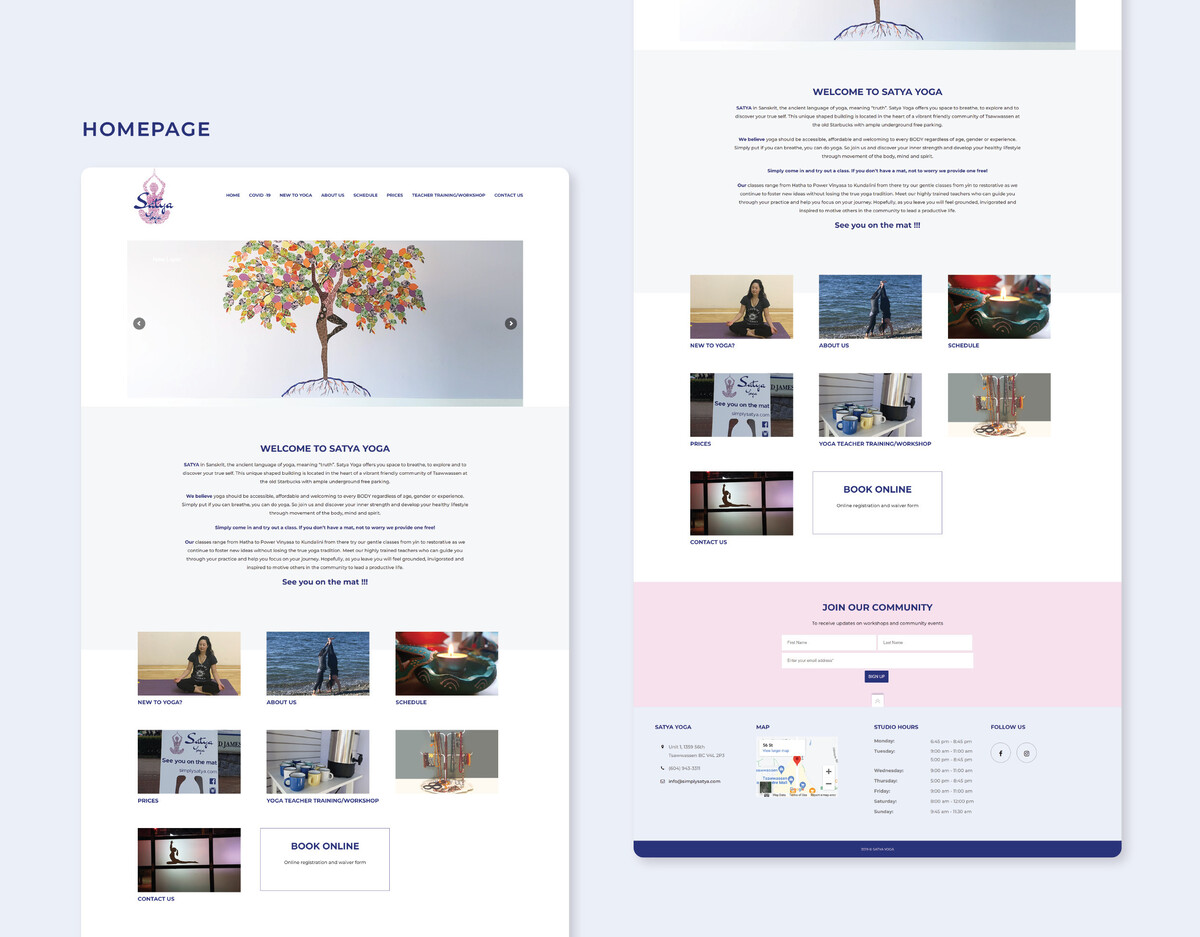 HOMEPAGE
Satya
Yoga
HOME COVID -19 NEW TO YOGA ABOUT US SCHEDULE PRICES TEACHER TRAINING/WORKSHOP CONTACT US
WELCOME TO SATYA YOGA
SATYA in Sanskrit, the ancient language of yoga, meaning "truth". Satya Yoga offers you space to breathe, to explore and to
discover your true self. This unique shaped building is located in the heart of a vibrant friendly community of Tsawwassen at
the old Starbucks with ample underground free parking.
We believe yoga should be accessible, affordable and welcoming to every BODY regardless of age, gender or experience.
Simply put if you can breathe, you can do yoga. So join us and discover your inner strength and develop your healthy lifestyle
through movement of the body, mind and spirit.
Simply come in and try out a class. If you don't have a mat, not to worry we provide one free!
Our classes range from Hatha to Power Vinyasa to Kundalini from there try our gentle classes from yin to restorative as we
continue to foster new ideas without losing the true yoga tradition. Meet our highly trained teachers who can guide you
through your practice and help you focus on your journey. Hopefully, as you leave you will feel grounded, invigorated and
inspired to motive others in the community to lead a productive life.
See you on the mat !!!
NEW TO YOGA? ABOUT US SCHEDULE
Satya
D JAMES
See you on the mat
simplysatya.com
PRICES YOGA TEACHER TRAINING/WORKSHOP
BOOK ONLINE
Online registration and waiver form
CONTACT US
WELCOME TO SATYA YOGA
SATYA in Sanskrit, the ancient language of yoga, meaning "truth". Satya Yoga offers you space to breathe, to explore and to
discover your true self. This unique shaped building is located in the heart of a vibrant friendly community of Tsawwassen at
the old Starbucks with ample underground free parking.
We believe yoga should be accessible, affordable and welcoming to every BODY regardless of age, gender or experience.
Simply put if you can breathe, you can do yoga. So join us and discover your inner strength and develop your healthy lifestyle
through movement of the body, mind and spirit.
Simply come in and try out a class. If you don't have a mat, not to worry we provide one free!
Our classes range from Hatha to Power Vinyasa to Kundalini from there try our gentle classes from yin to restorative as we
continue to foster new ideas without losing the true yoga tradition. Meet our highly trained teachers who can guide you
through your practice and help you focus on your journey. Hopefully, as you leave you will feel grounded, invigorated and
inspired to motive others in the community to lead a productive life.
See you on the mat !!!
NEW TO YOGA? ABOUT US SCHEDULE
Satya
D JAMES
See you on the mat
simplysatya.com
PRICES YOGA TEACHER TRAINING/WORKSHOP
BOOK ONLINE
Online registration and waiver form
CONTACT US
JOIN OUR COMMUNITY
To receive updates on workshops and community events
First Name Last Name
Enter your email address*
SIGN UP
SATYA YOGA
Unit 1, 1359 56th
Tsawwassen BC V4L 2P3
(604) 943-3511
info@simplysatya.com
MAP
56 St
View larger map
Map Data Terms of Use Report a map error
STUDIO HOURS
Monday: 6:45 pm - 8:45 pm
Tuesday: 9:00 am - 11:00 am
5:00 pm - 8:45 pm
Wednesday: 9:00 am - 11:00 am
Thursday: 5:00 pm - 8:45 pm
Friday: 9:00 am - 11:00 am
Saturday: 8:00 am - 12:00 pm
Sunday: 9:45 am - 11:30 am
FOLLOW US
2019 © SATYA YOGA